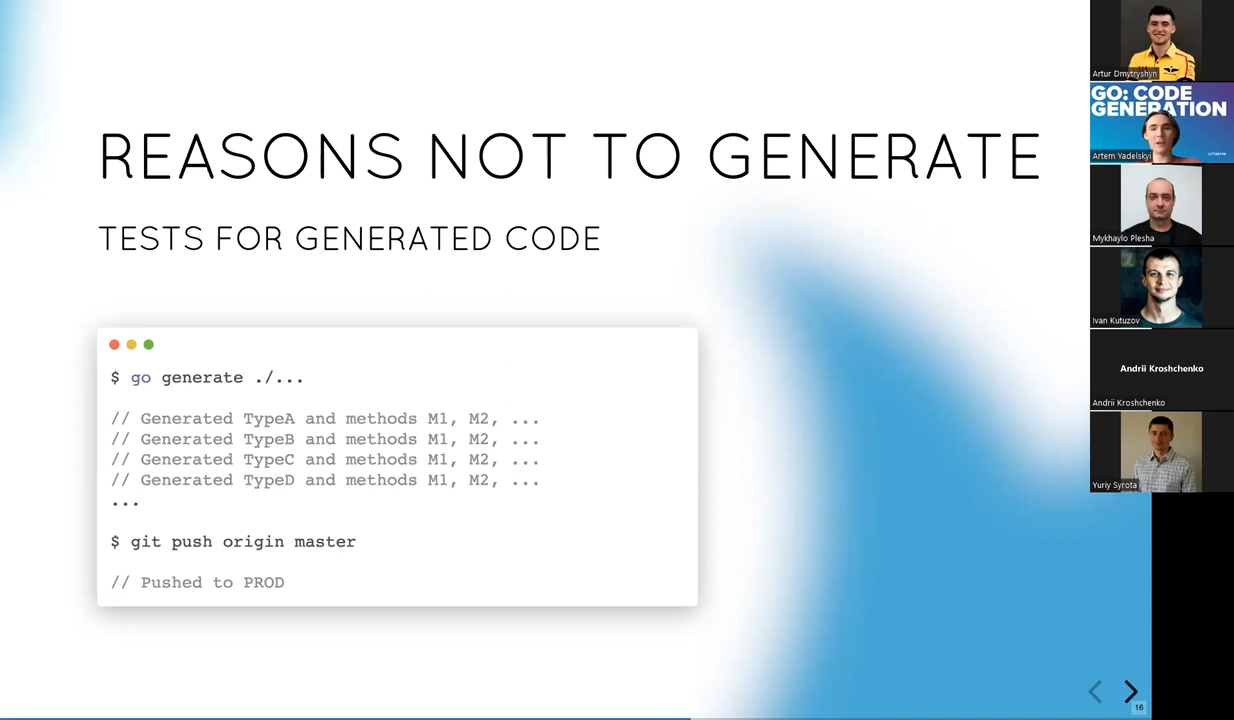 REASONS NOT TO GENERATE
TESTS FOR GENERATED CODE
$ go generate ./...
// Generated TypeA and methods M1, M2, ...
// Generated TypeB and methods M1, M2, ...
// Generated TypeC and methods M1, M2, ...
// Generated TypeD and methods M1, M2, ...
...
$ git push origin master
// Pushed to PROD
16
Artur Dmytryshyn
GO: CODE
GENERATION
softserve
Artem Yadelskyi
Mykhaylo Plesha
Ivan Kutuzov
Andrii Kroshchenko
Andrii Kroshchenko
Yuriy Syrota